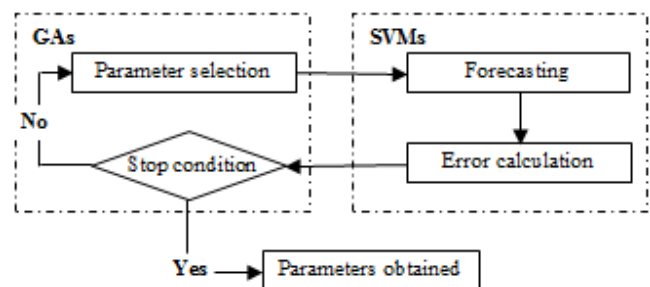 GAs
SVMs
Parameter selection
Forecasting
No
Stop condition
Error calculation
Yes
Parameters obtained